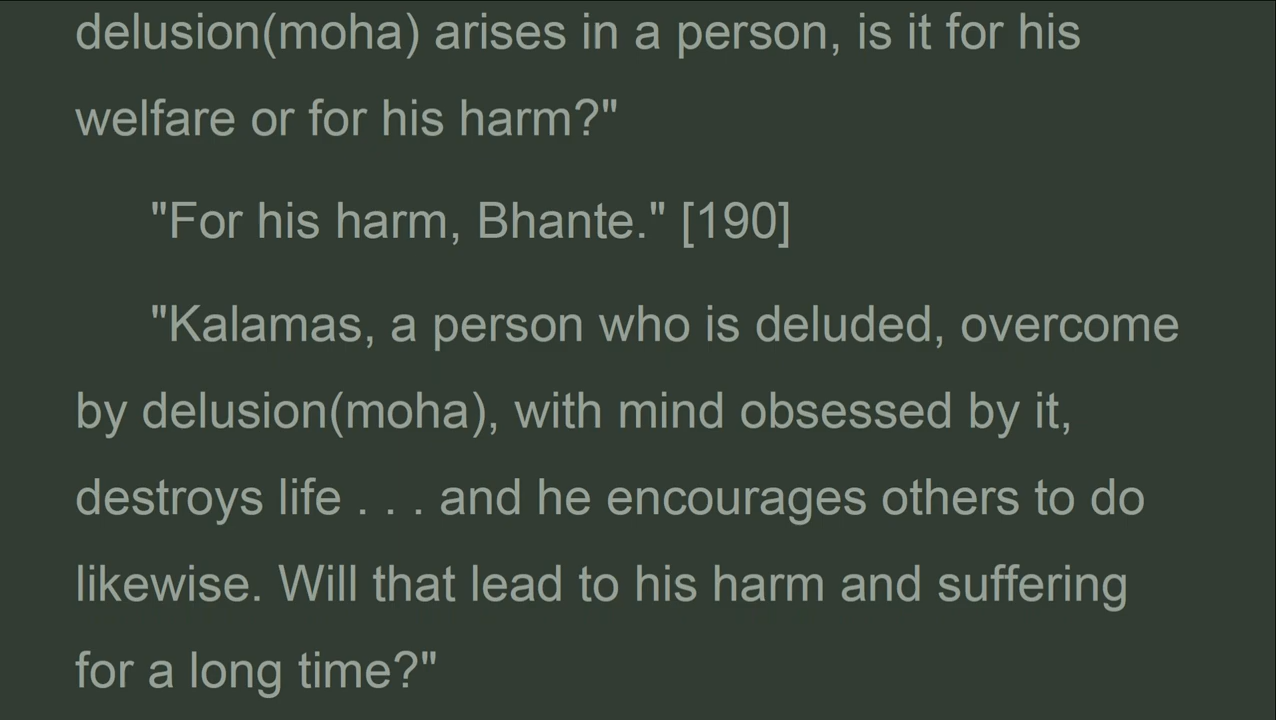 delusion(moha) arises in a person, is it for his
welfare or for his harm?"
"For his harm, Bhante." [190]
"Kalamas, a person who is deluded, overcome
by delusion(moha), with mind obsessed by it,
destroys life . . . and he encourages others to do
likewise. Will that lead to his harm and suffering
for a long time?"